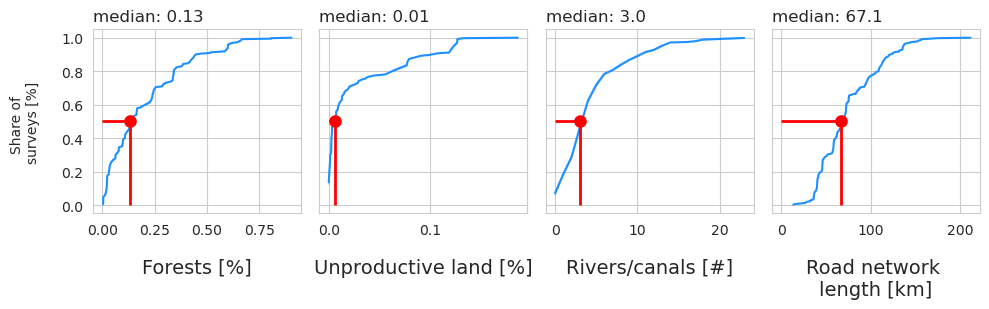 median: 0.13
median: 0.01
median: 3.0
median: 67.1
Share of
surveys [%]
1.0
0.8
0.6
0.4
0.2
0.0
0.00 0.25 0.50 0.75
0.0 0.1
0 10 20
0 100 200
Forests [%]
Unproductive land [%]
Rivers/canals [#]
Road network
length [km]